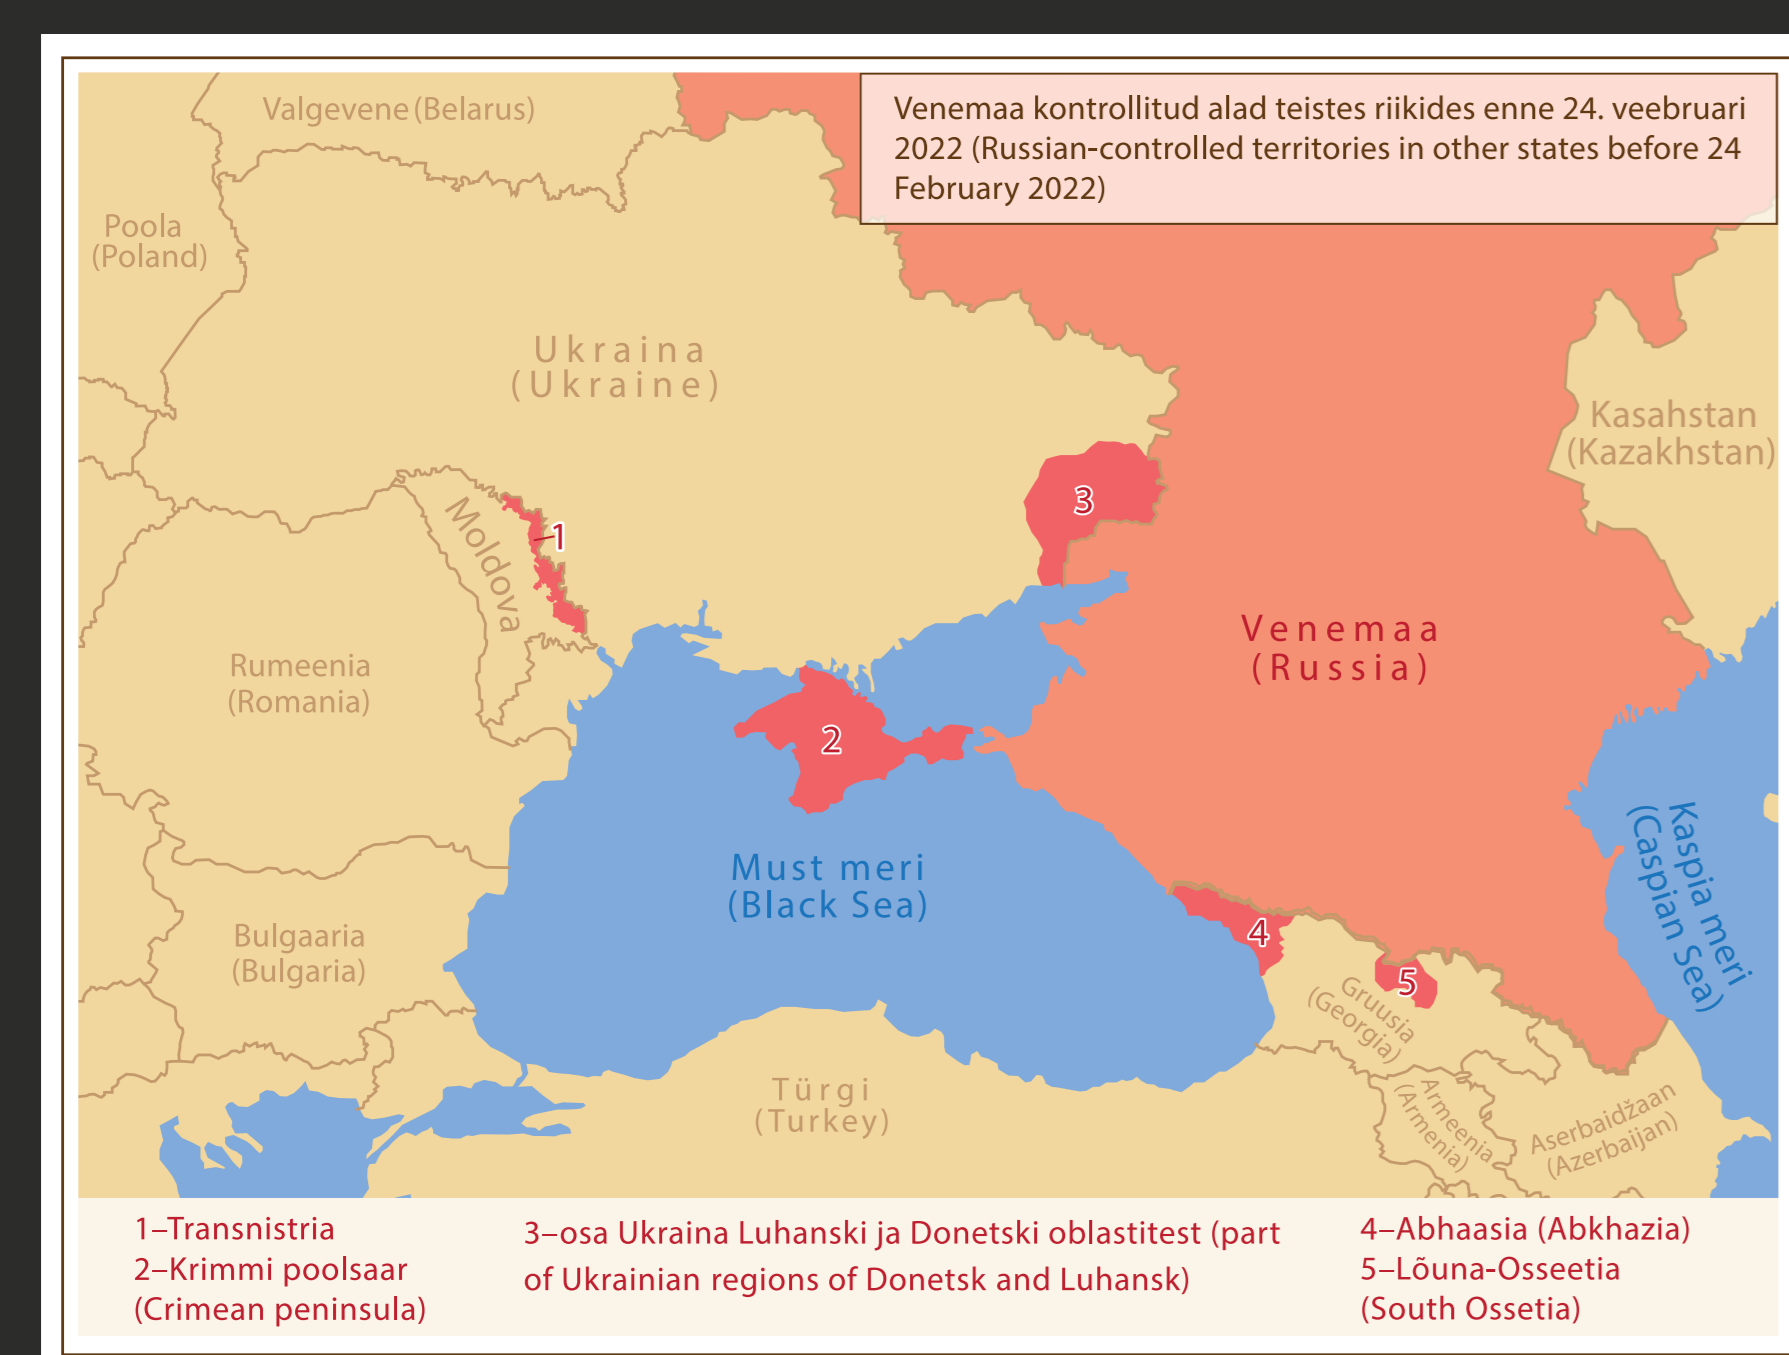 Venemaa kontrollitud alad teistes riikides enne 24. veebruari
2022 (Russian-controlled territories in other states before 24
February 2022)
Valgevene (Belarus)
Poola
(Poland)
Ukraina
(Ukraine)
Kasahstan
(Kazakhstan)
Moldova
1
3
Venemaa
(Russia)
Rumeenia
(Romania)
2
Must meri
(Black Sea)
Kaspia meri
(Caspian Sea)
Bulgaaria
(Bulgaria)
4
5
Gruusia
(Georgia)
Türgi
(Turkey)
Armeenia
(Armenia)
Aserbaidžaan
(Azerbaijan)
1–Transnistria
2–Krimmi poolsaar
(Crimean peninsula)
3–osa Ukraina Luhanski ja Donetski oblastitest (part
of Ukrainian regions of Donetsk and Luhansk)
4–Abhaasia (Abkhazia)
5–Lõuna-Osseetia
(South Ossetia)